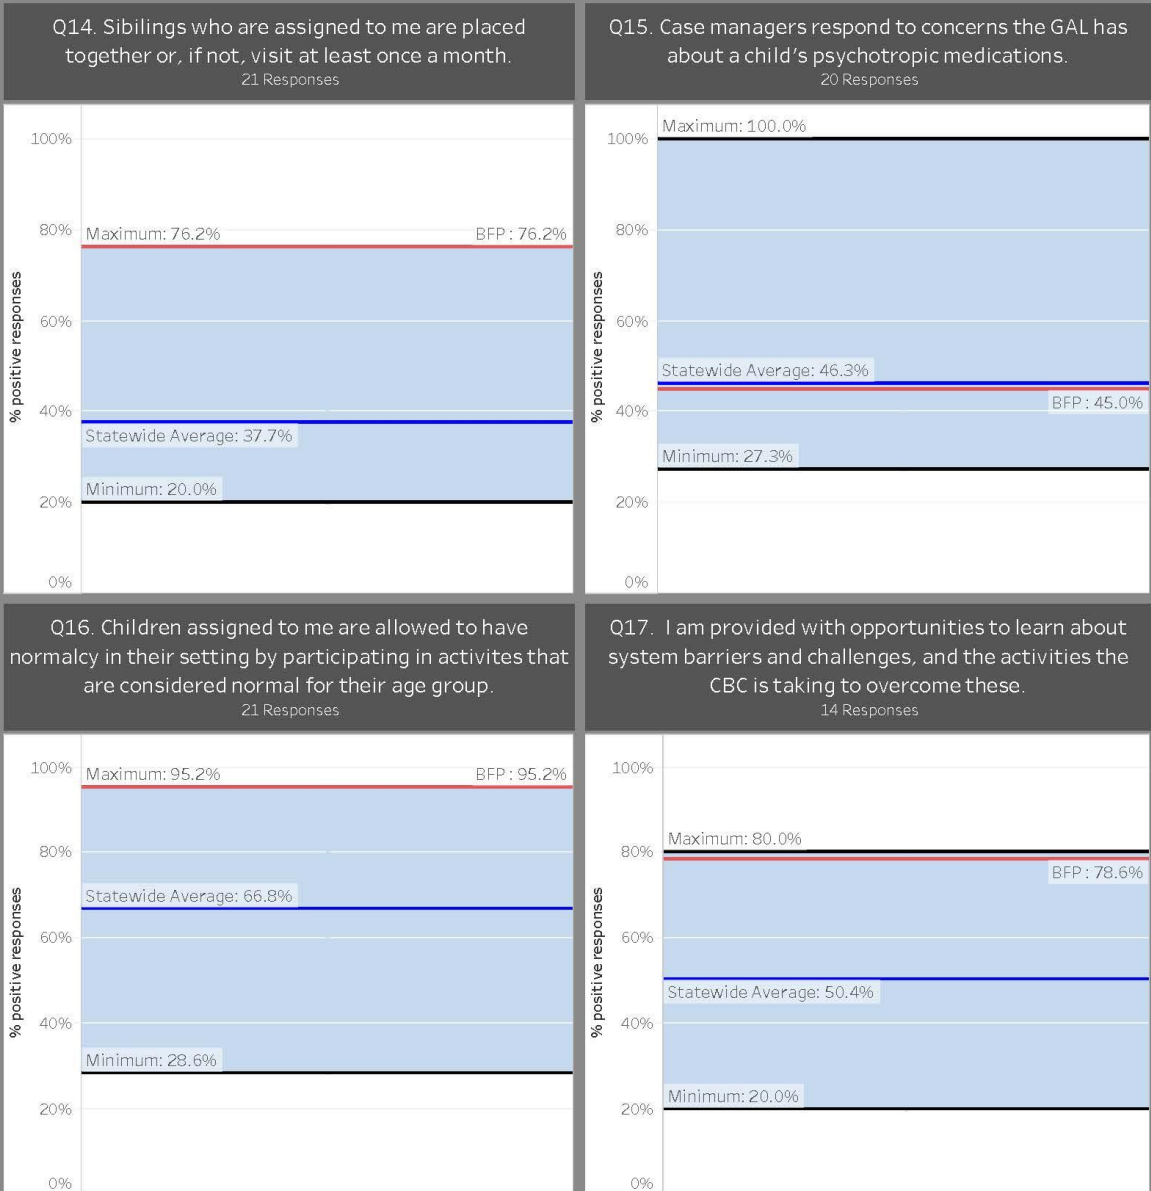 Q14. Sibilings who are assigned to me are placed
together or, if not, visit at least once a month.
21 Responses
100%
80%
60%
40%
20%
0%
% positive responses
Maximum: 76.2%
BFP : 76.2%
Statewide Average: 37.7%
Minimum: 20.0%
Q15. Case managers respond to concerns the GAL has
about a child's psychotropic medications.
20 Responses
100%
80%
60%
40%
20%
0%
% positive responses
Maximum: 100.0%
Statewide Average: 46.3%
BFP : 45.0%
Minimum: 27.3%
Q16. Children assigned to me are allowed to have
normalcy in their setting by participating in activites that
are considered normal for their age group.
21 Responses
100%
80%
60%
40%
20%
0%
% positive responses
Maximum: 95.2%
BFP : 95.2%
Statewide Average: 66.8%
Minimum: 28.6%
Q17. I am provided with opportunities to learn about
system barriers and challenges, and the activities the
CBC is taking to overcome these.
14 Responses
100%
80%
60%
40%
20%
0%
% positive responses
Maximum: 80.0%
BFP : 78.6%
Statewide Average: 50.4%
Minimum: 20.0%